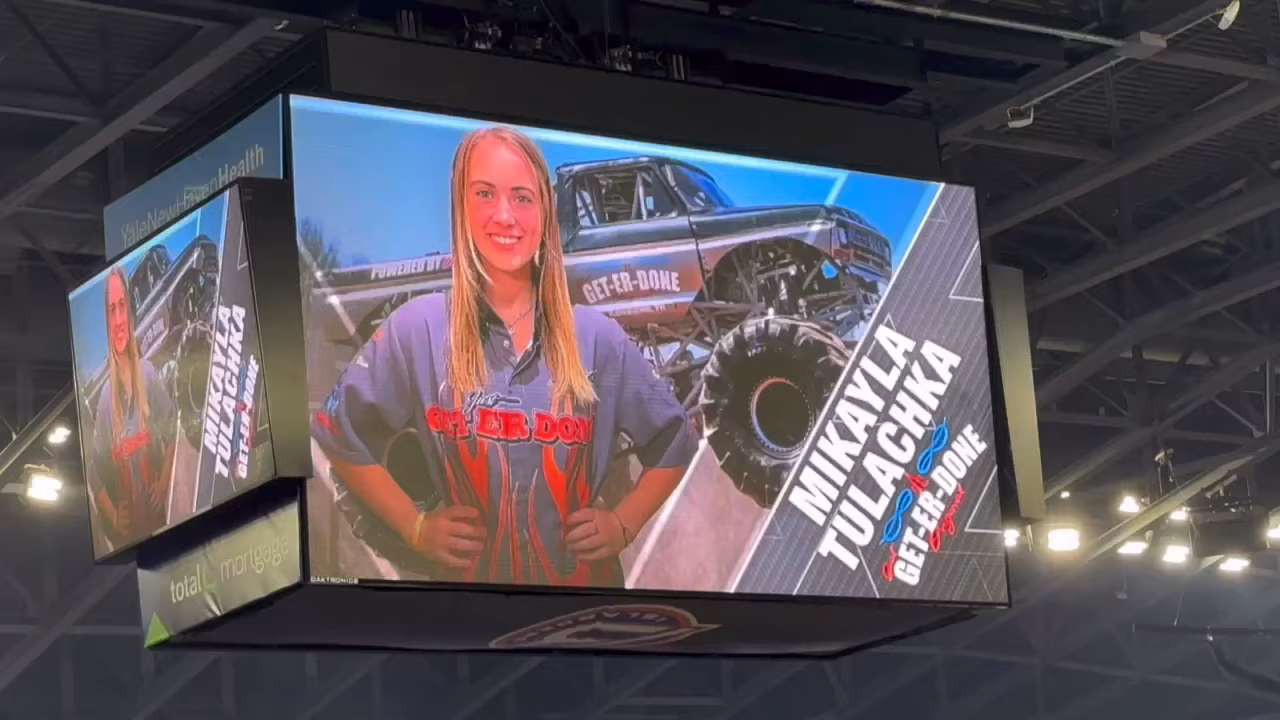 YaleNewHavenHealth
POWERED BY
GET-ER-DONE
Just
GET-ER DONE
MIKAYLA
TULACHKA
GET-ER-DONE
MIKAYLA
TULACHKA
GET-ER-DONE
total mortgage
DAKTRONICS